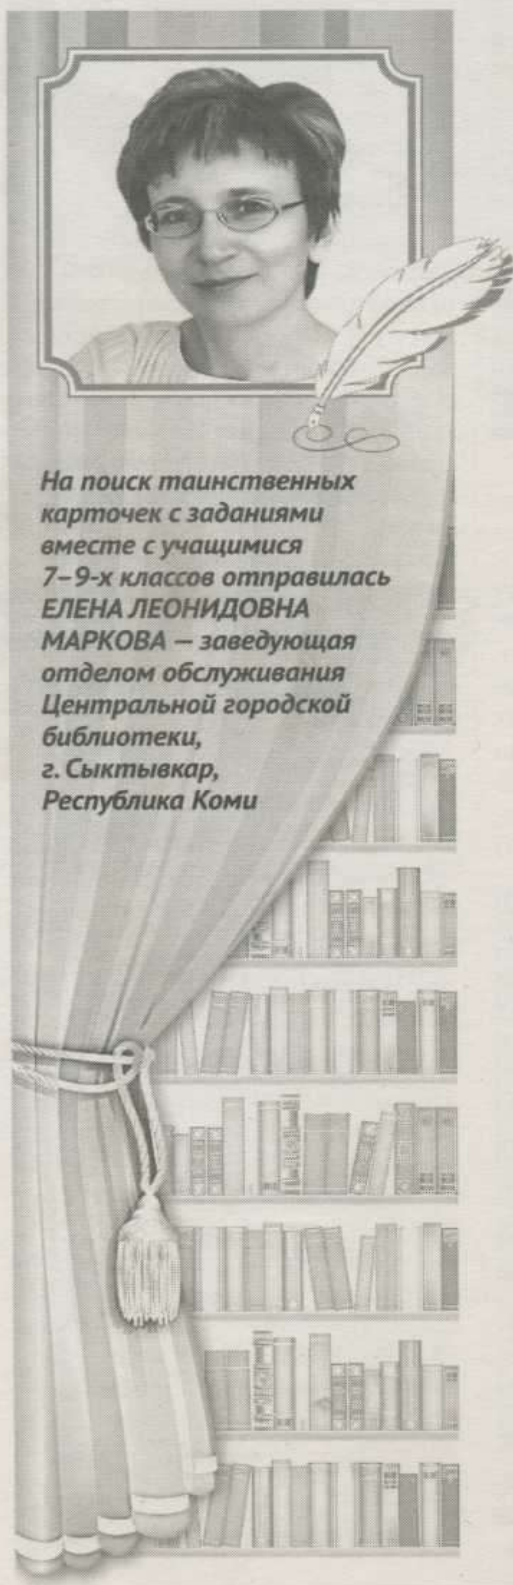 На поиск таинственных
карточек с заданиями
вместе с учащимися
7–9-х классов отправилась
ЕЛЕНА ЛЕОНИДОВНА
МАРКОВА — заведующая
отделом обслуживания
Центральной городской
библиотеки,
г. Сыктывкар,
Республика Коми